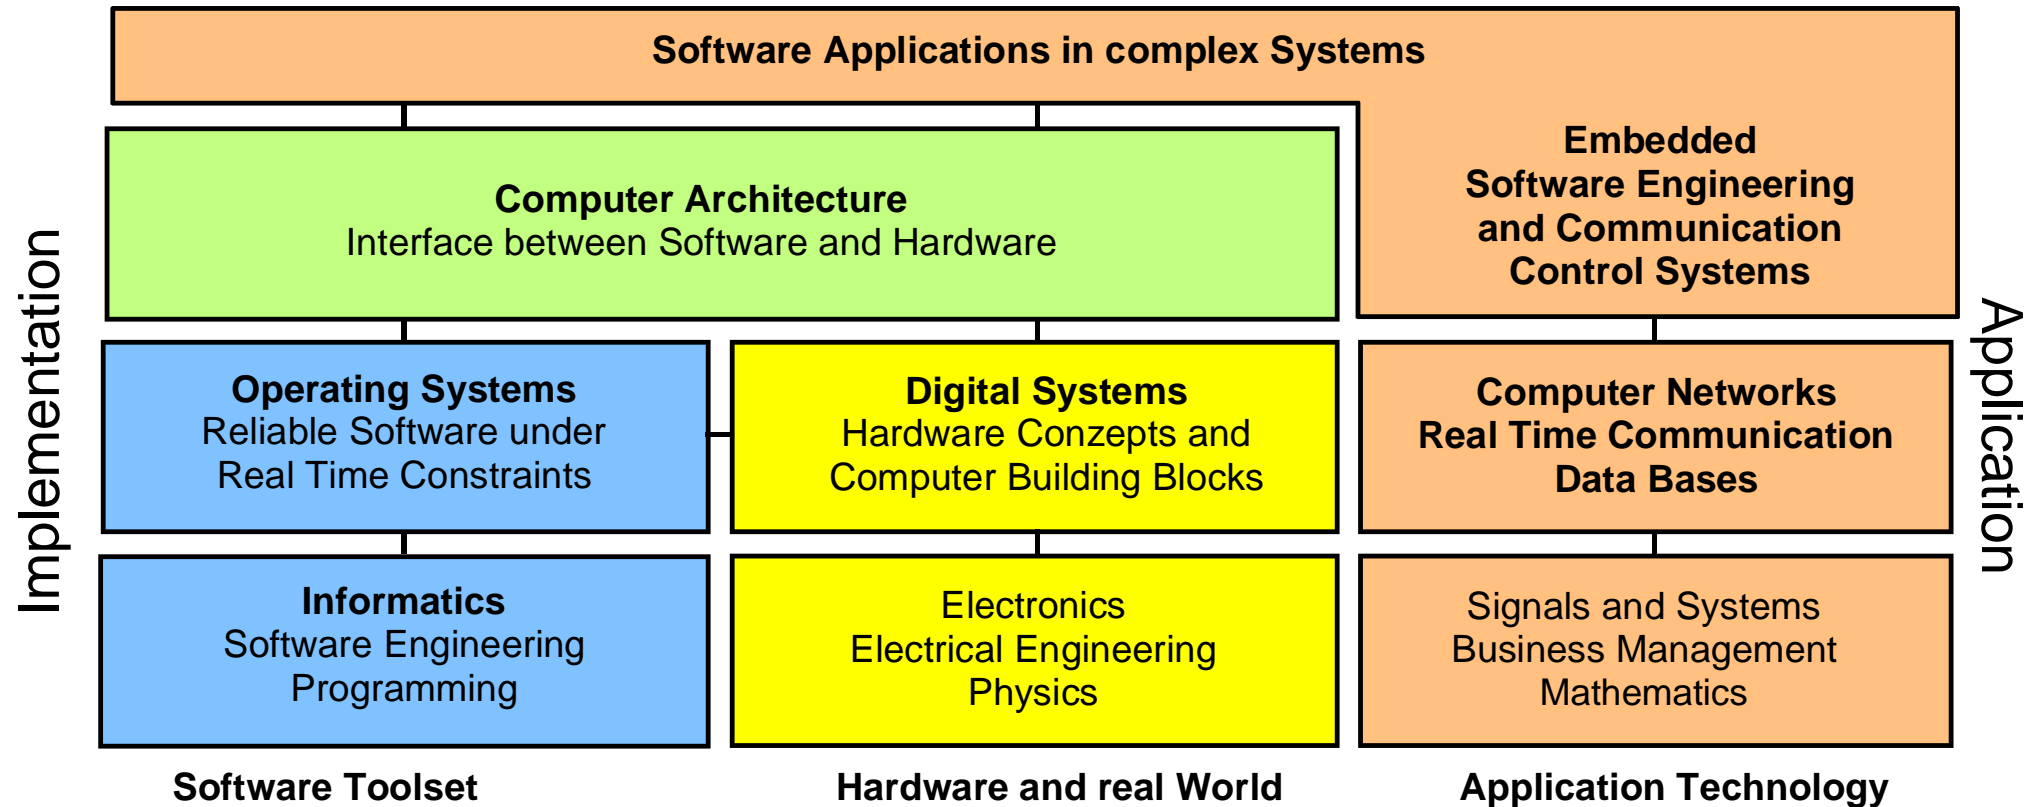 Software Applications in complex Systems
Implementation
Computer Architecture
Interface between Software and Hardware
Embedded
Software Engineering
and Communication
Control Systems
Application
Operating Systems
Reliable Software under
Real Time Constraints
Digital Systems
Hardware Conzepts and
Computer Building Blocks
Computer Networks
Real Time Communication
Data Bases
Informatics
Software Engineering
Programming
Electronics
Electrical Engineering
Physics
Signals and Systems
Business Management
Mathematics
Software Toolset
Hardware and real World
Application Technology